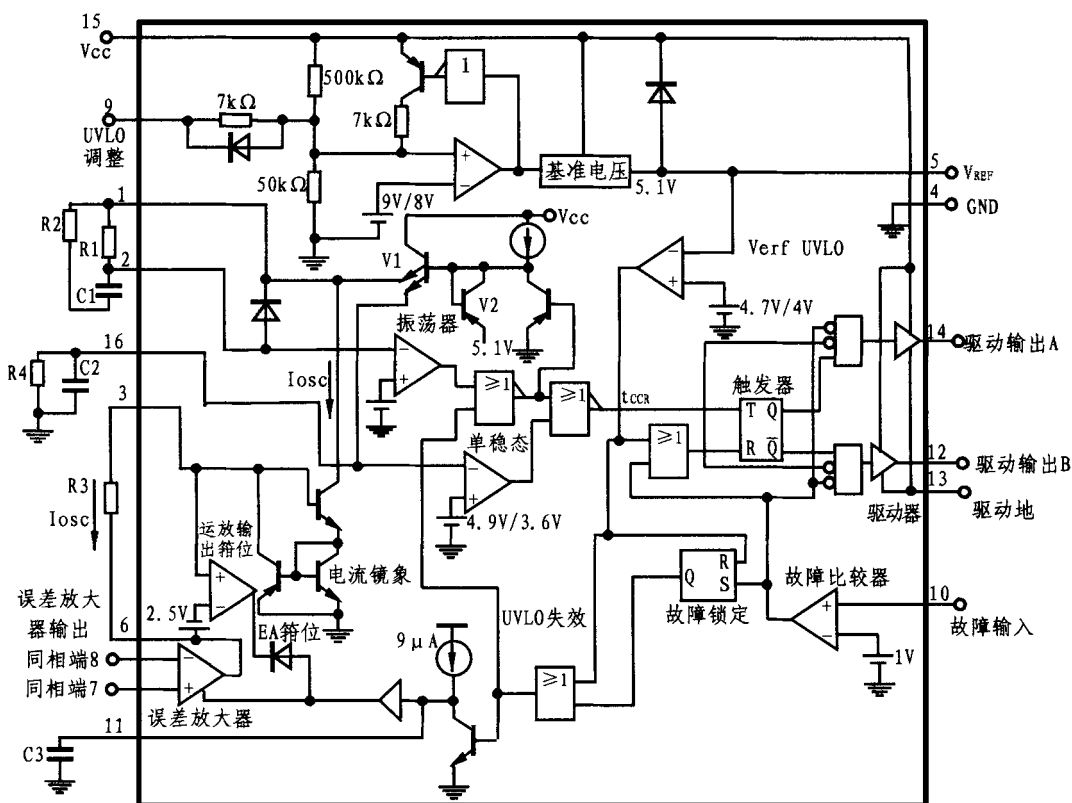 15
Vcc
500kΩ
1
9
7kΩ
7kΩ
UVLO
调整
50kΩ
9V/8V
基准电压
5.1V
5
VREF
4
GND
1
R2
R1
2
C1
Vcc
V1
V2
Verf UVLO
4.7V/4V
振荡器
5.1V
16
R4
C2
Iosc
≥1
≥1
tCCR
触发器
T Q
R Q̅
14
驱动输出A
3
单稳态
≥1
12
驱动输出B
13
驱动地
驱动器
R3
Iosc
4.9V/3.6V
运放输
出箝位
电流镜象
2.5V
EA箝位
误差放大
器输出
6
同相端8
同相端7
误差放大器
11
C3
9μA
UVLO失效
≥1
R
Q
S
故障锁定
故障比较器
10
故障输入
1V